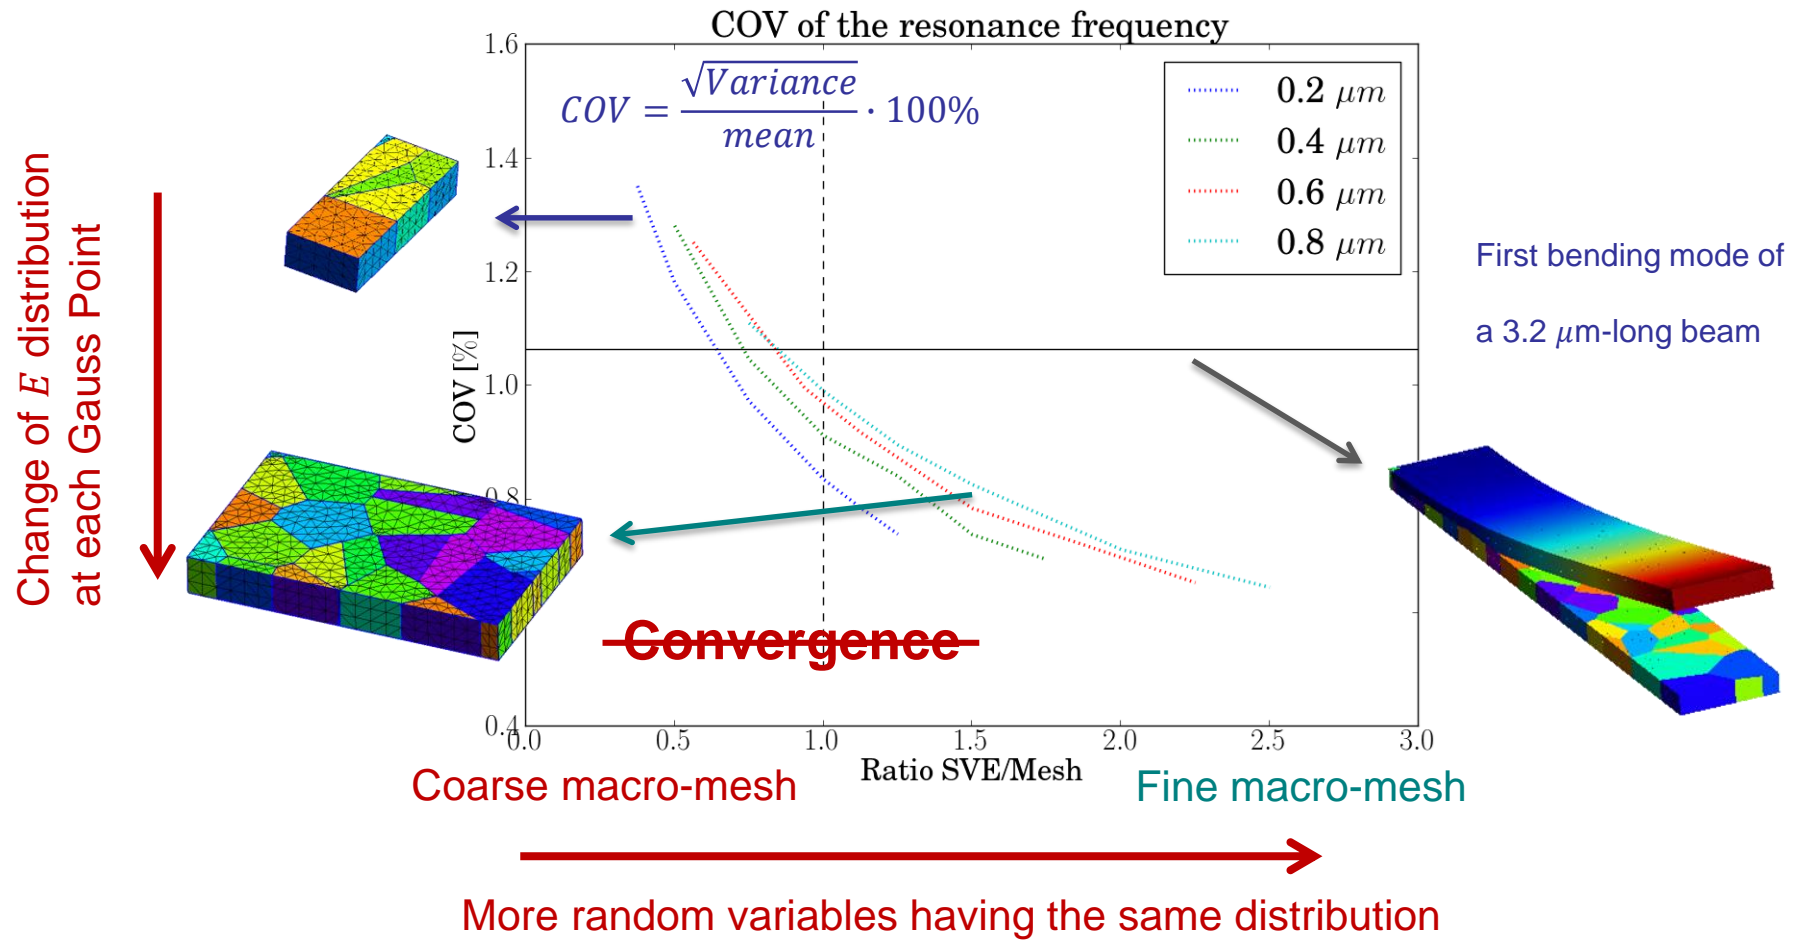 COV of the resonance frequency
COV = √Variance / mean · 100%
0.2 μm
0.4 μm
0.6 μm
0.8 μm
1.6
1.4
1.2
1.0
0.8
0.4
COV [%]
0.0
0.5
1.0
1.5
2.0
2.5
3.0
Ratio SVE/Mesh
Change of E distribution
at each Gauss Point
First bending mode of
a 3.2 μm-long beam
Convergence
Coarse macro-mesh
Fine macro-mesh
More random variables having the same distribution